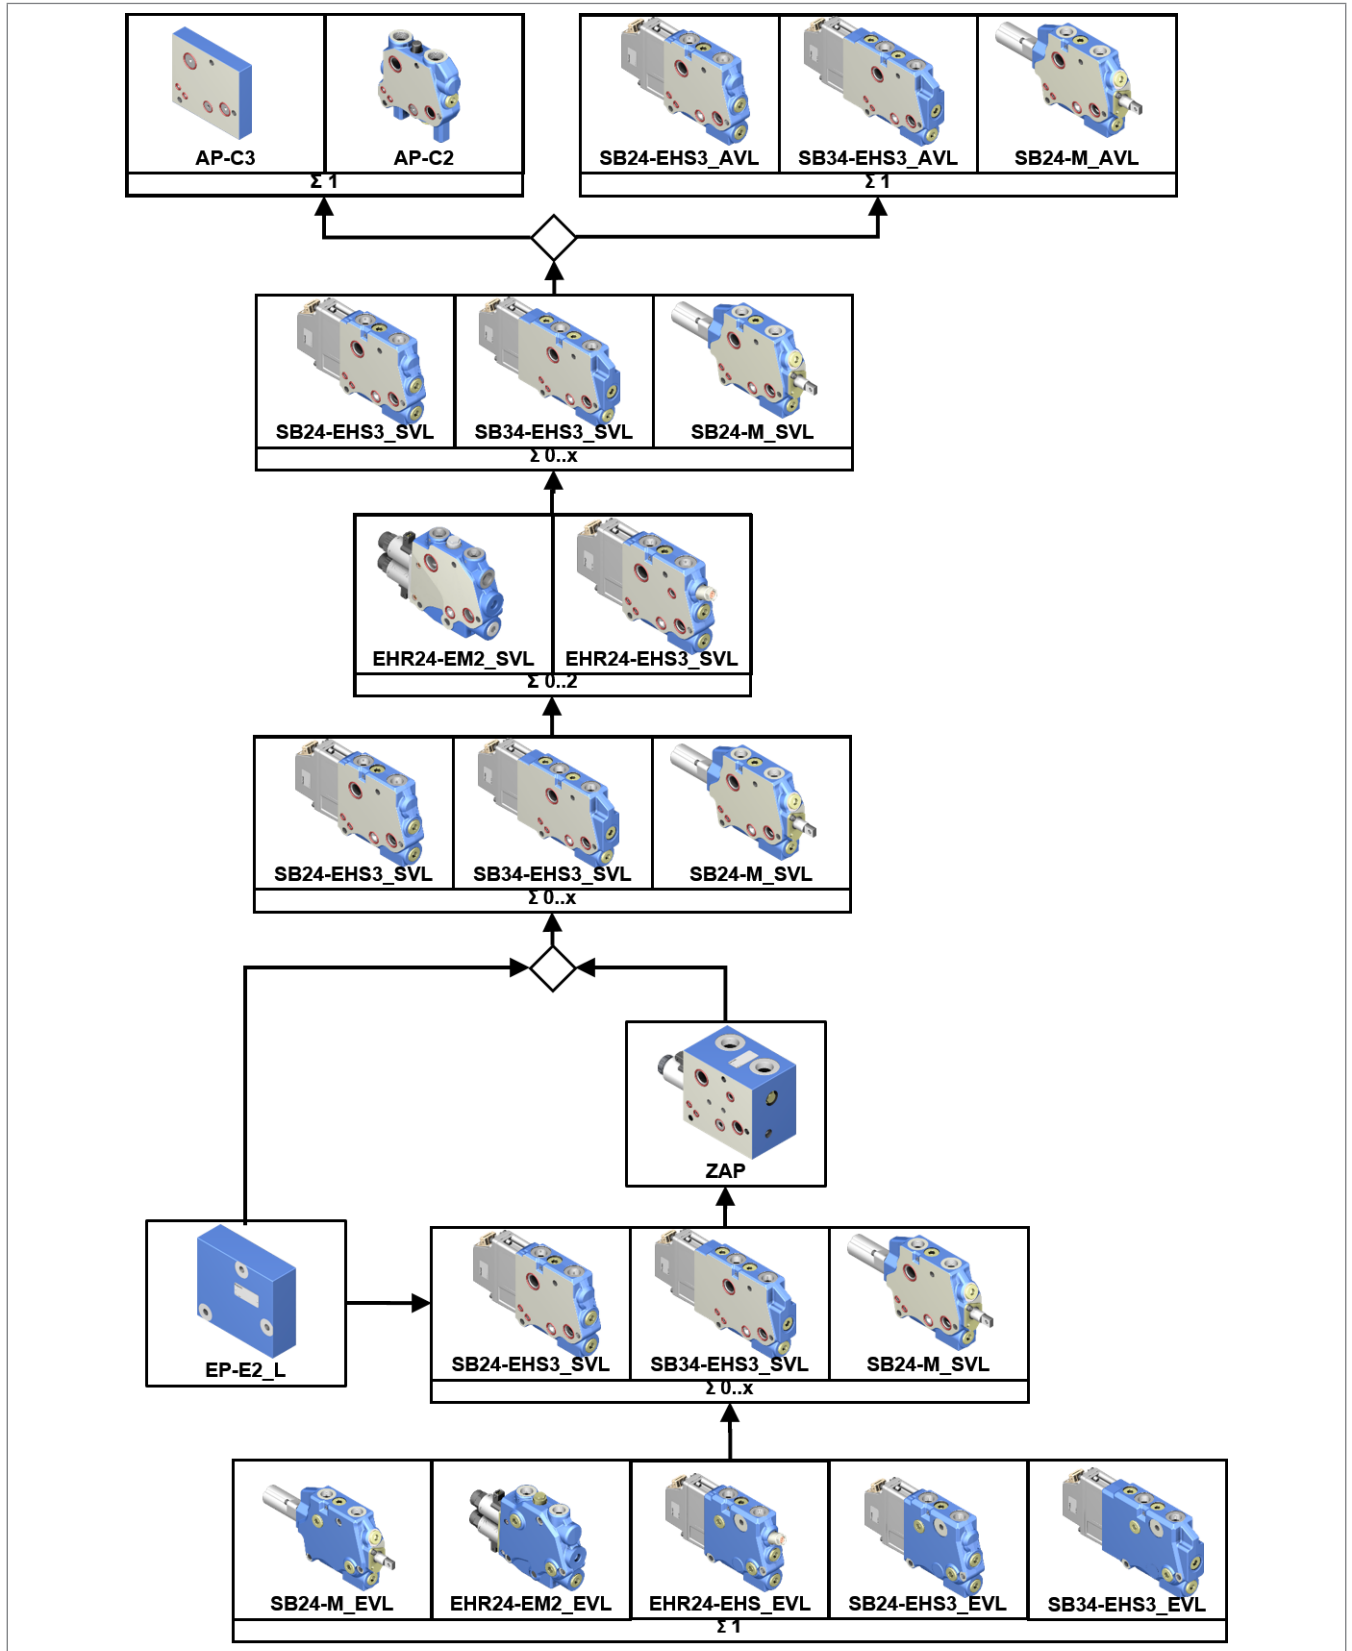 AP-C3 AP-C2 SB24-EHS3_AVL SB34-EHS3_AVL SB24-M_AVL
Σ 1 Σ 1
SB24-EHS3_SVL SB34-EHS3_SVL SB24-M_SVL
Σ 0..x
EHR24-EM2_SVL EHR24-EHS3_SVL
Σ 0..2
SB24-EHS3_SVL SB34-EHS3_SVL SB24-M_SVL
Σ 0..x
ZAP
EP-E2_L SB24-EHS3_SVL SB34-EHS3_SVL SB24-M_SVL
Σ 0..x
SB24-M_EVL EHR24-EM2_EVL EHR24-EHS_EVL SB24-EHS3_EVL SB34-EHS3_EVL
Σ 1